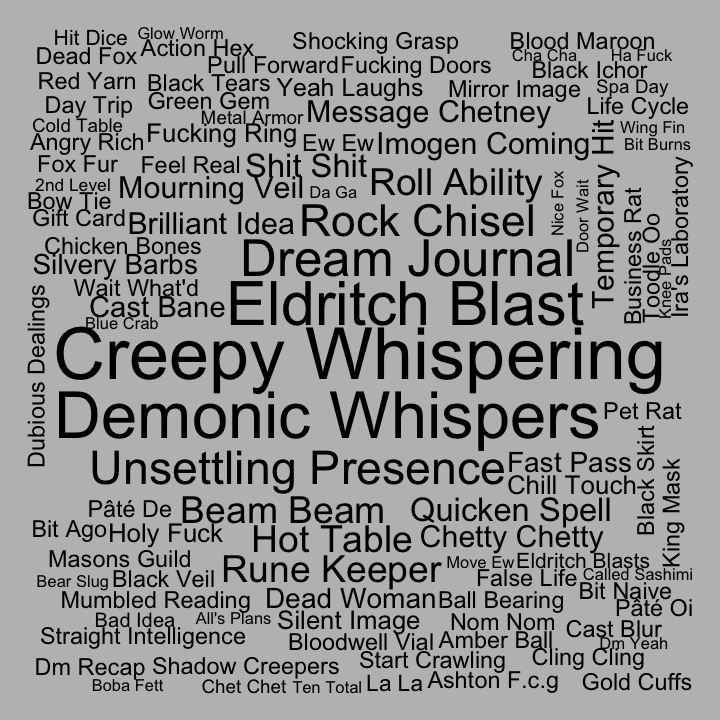 Hit Dice
Glow Worm
Dead Fox
Action Hex
Shocking Grasp
Blood Maroon
Cha Cha
Ha Fuck
Pull Forward
Fucking Doors
Black Ichor
Red Yarn
Black Tears
Yeah Laughs
Mirror Image
Spa Day
Day Trip
Green Gem
Metal Armor
Message Chetney
Life Cycle
Cold Table
Angry Rich
Fucking Ring
Ew Ew
Imogen Coming
Temporary Hit
Wing Fin
Bit Burns
Fox Fur
Feel Real
Shit Shit
2nd Level
Mourning Veil
Da Ga
Roll Ability
Nice Fox
Door Wait
Business Rat
Toodle Oo
Knee Pads
Ira's Laboratory
Bow Tie
Gift Card
Brilliant Idea
Rock Chisel
Chicken Bones
Silvery Barbs
Dream Journal
Wait What'd
Cast Bane
Eldritch Blast
Blue Crab
Dubious Dealings
Creepy Whispering
Demonic Whispers
Pet Rat
Unsettling Presence
Fast Pass
Chill Touch
Black Skirt
King Mask
Pâté De
Beam Beam
Quicken Spell
Bit Ago
Holy Fuck
Hot Table
Chetty Chetty
Masons Guild
Rune Keeper
Move Ew
Eldritch Blasts
Bear Slug
Black Veil
False Life
Called Sashimi
Mumbled Reading
Dead Woman
Ball Bearing
Bit Naive
Pâté Oi
Bad Idea
All's Plans
Silent Image
Nom Nom
Cast Blur
Straight Intelligence
Bloodwell Vial
Amber Ball
Dm Yeah
Dm Recap
Shadow Creepers
Start Crawling
Cling Cling
Boba Fett
Chet Chet
Ten Total
La La
Ashton F.c.g
Gold Cuffs